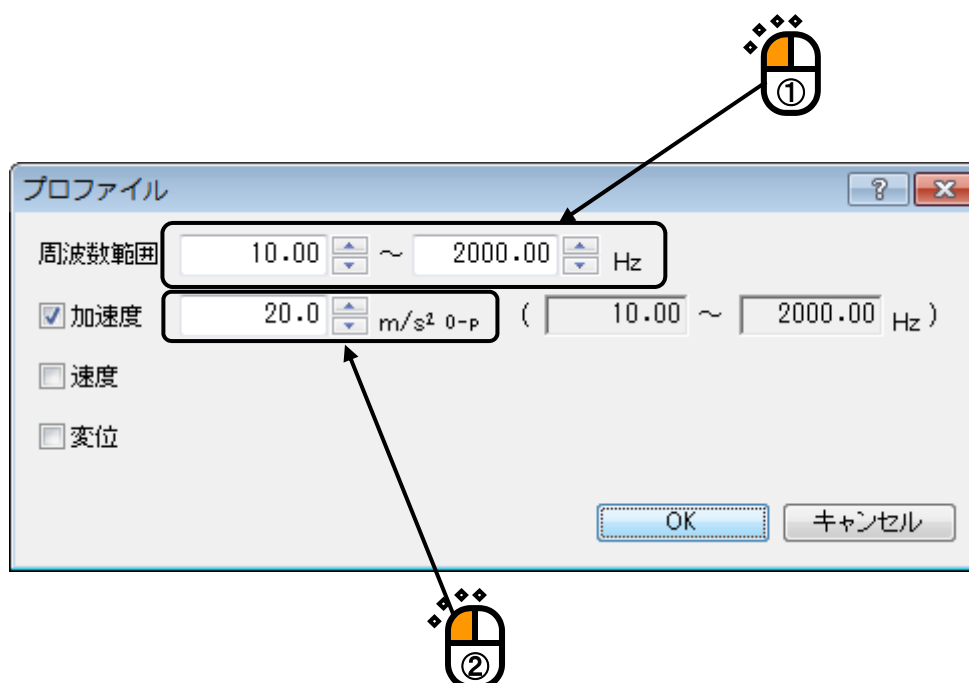 ①
プロファイル
周波数範囲 10.00 ～ 2000.00 Hz
加速度 20.0 m/s² 0-p ( 10.00 ～ 2000.00 Hz )
速度
変位
OK キャンセル
②